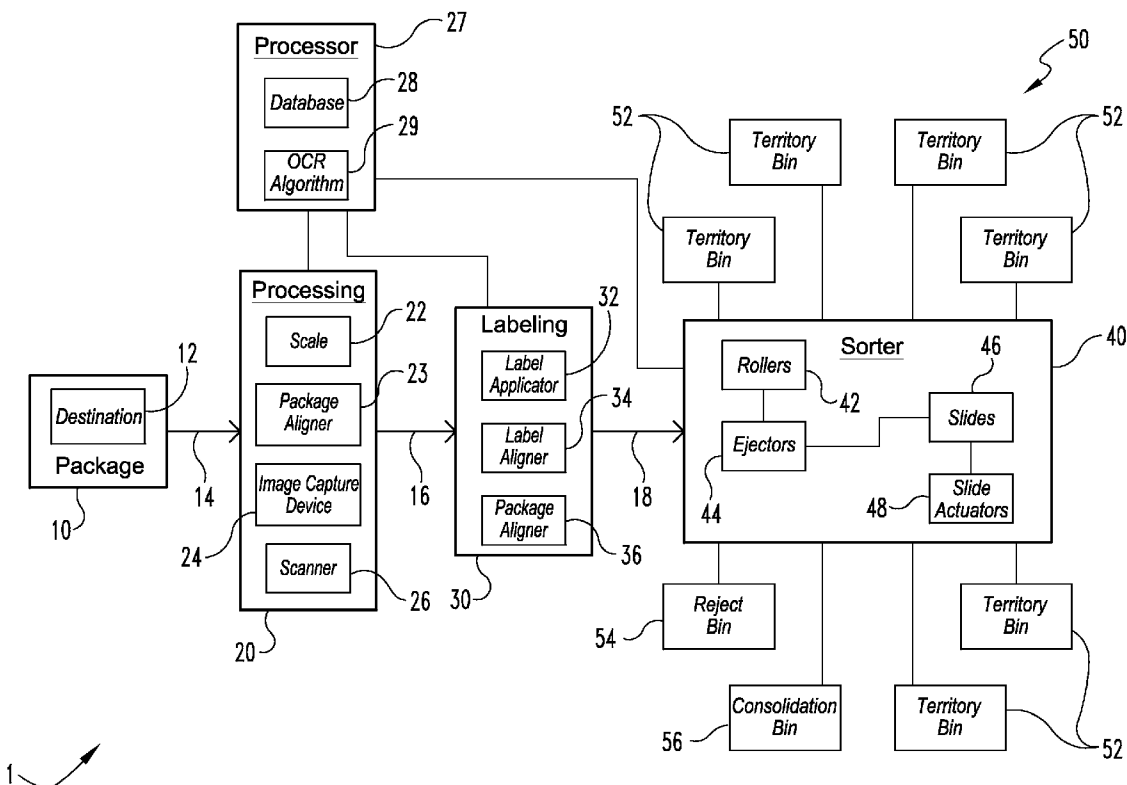 Processor
27
Database
28
OCR
Algorithm
29
50
52
Territory
Bin
Territory
Bin
52
Territory
Bin
Territory
Bin
Processing
22
Scale
23
Package
Aligner
Image Capture
Device
24
Scanner
26
20
12
Destination
Package
10
14
16
Labeling
32
Label
Applicator
34
Label
Aligner
Package
Aligner
36
30
18
Sorter
40
Rollers
42
46
Ejectors
44
Slides
48
Slide
Actuators
Reject
Bin
54
Territory
Bin
Consolidation
Bin
56
Territory
Bin
52
1